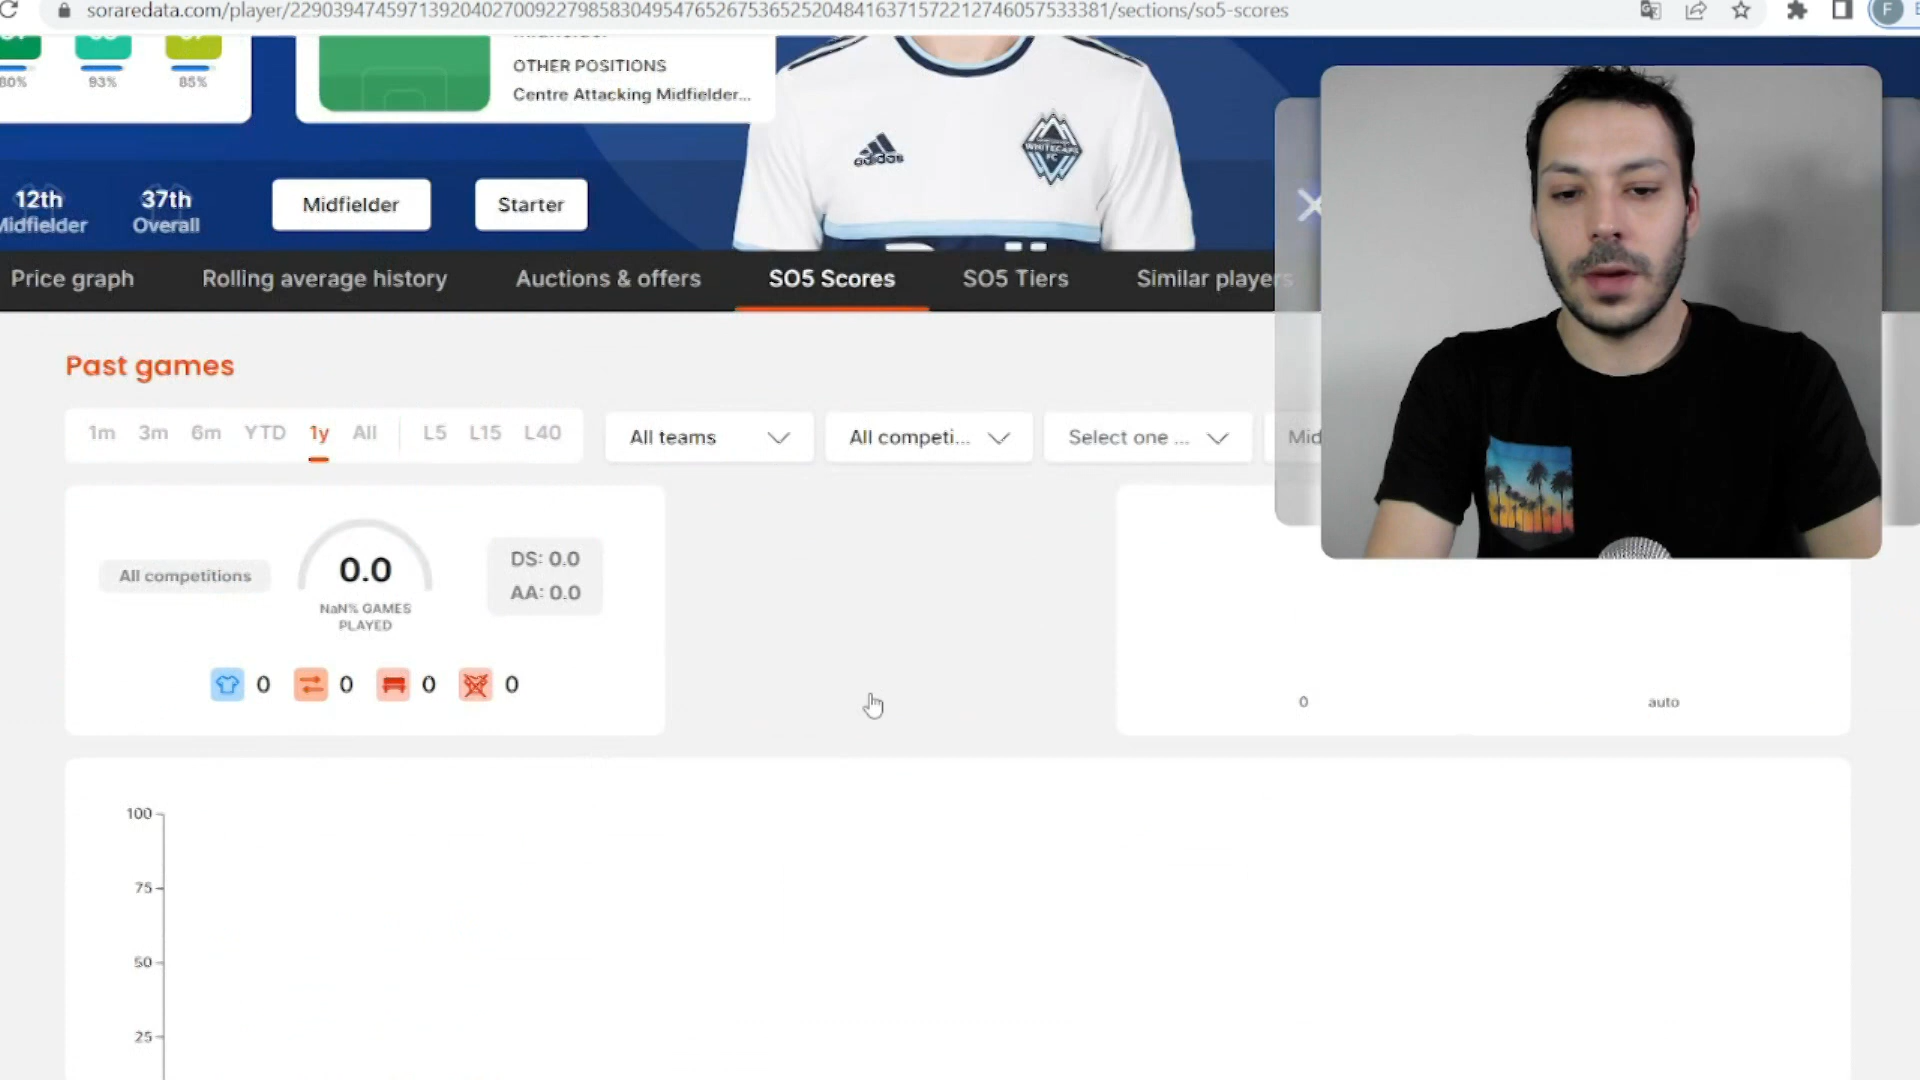 soraredata.com/player/22903947459713920402700922798583049547652675365252048416371572212746057533381/sections/so5-scores
F
80%
93%
85%
OTHER POSITIONS
Centre Attacking Midfielder...
adidas
WHITECAPS
FC
12th
Midfielder
37th
Overall
Midfielder
Starter
Price graph
Rolling average history
Auctions & offers
SO5 Scores
SO5 Tiers
Similar players
Past games
1m
3m
6m
YTD
1y
All
L5
L15
L40
All teams
All competi...
Select one ...
Mid
All competitions
0.0
NaN% GAMES
PLAYED
DS: 0.0
AA: 0.0
0
0
0
0
0
auto
100
75
50
25